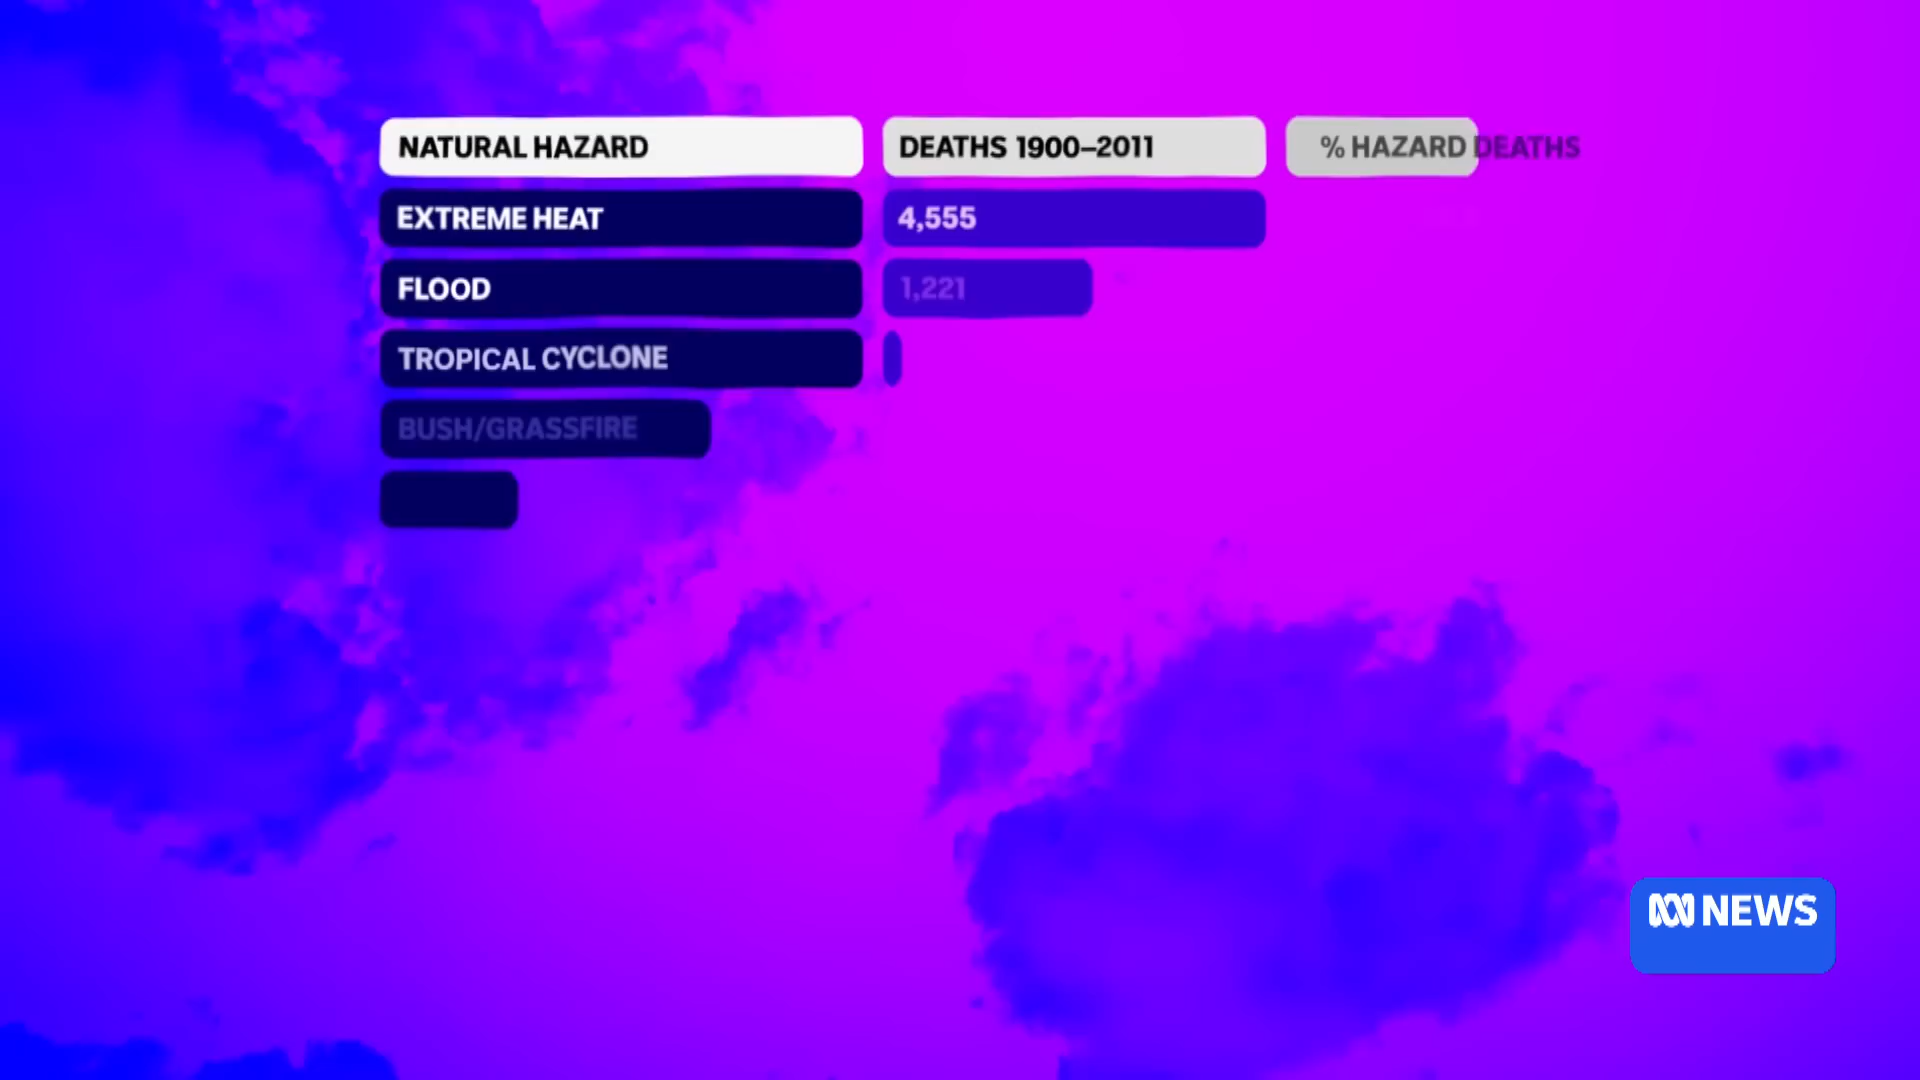 NATURAL HAZARD DEATHS 1900–2011 % HAZARD DEATHS
EXTREME HEAT 4,555
FLOOD 1,221
TROPICAL CYCLONE
BUSH/GRASSFIRE
NEWS